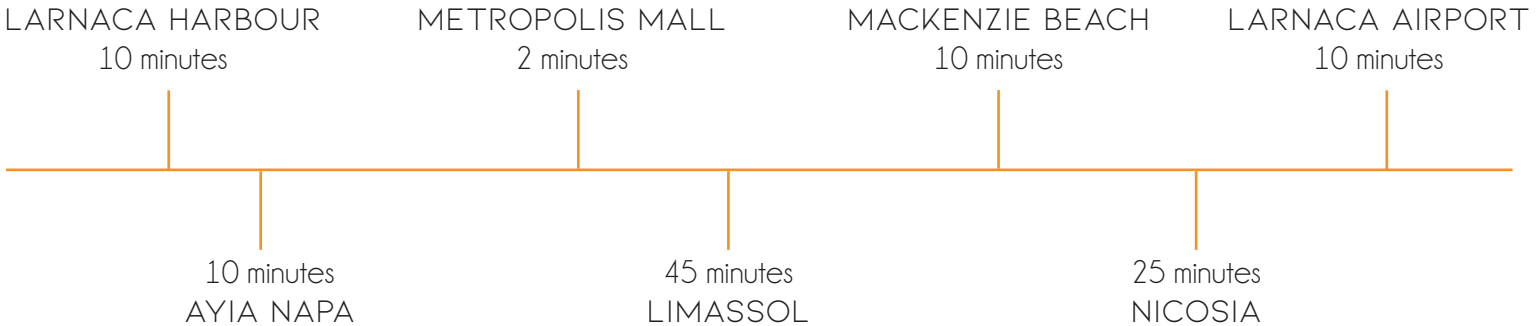 LARNACA HARBOUR
10 minutes
METROPOLIS MALL
2 minutes
MACKENZIE BEACH
10 minutes
LARNACA AIRPORT
10 minutes
10 minutes
AYIA NAPA
45 minutes
LIMASSOL
25 minutes
NICOSIA